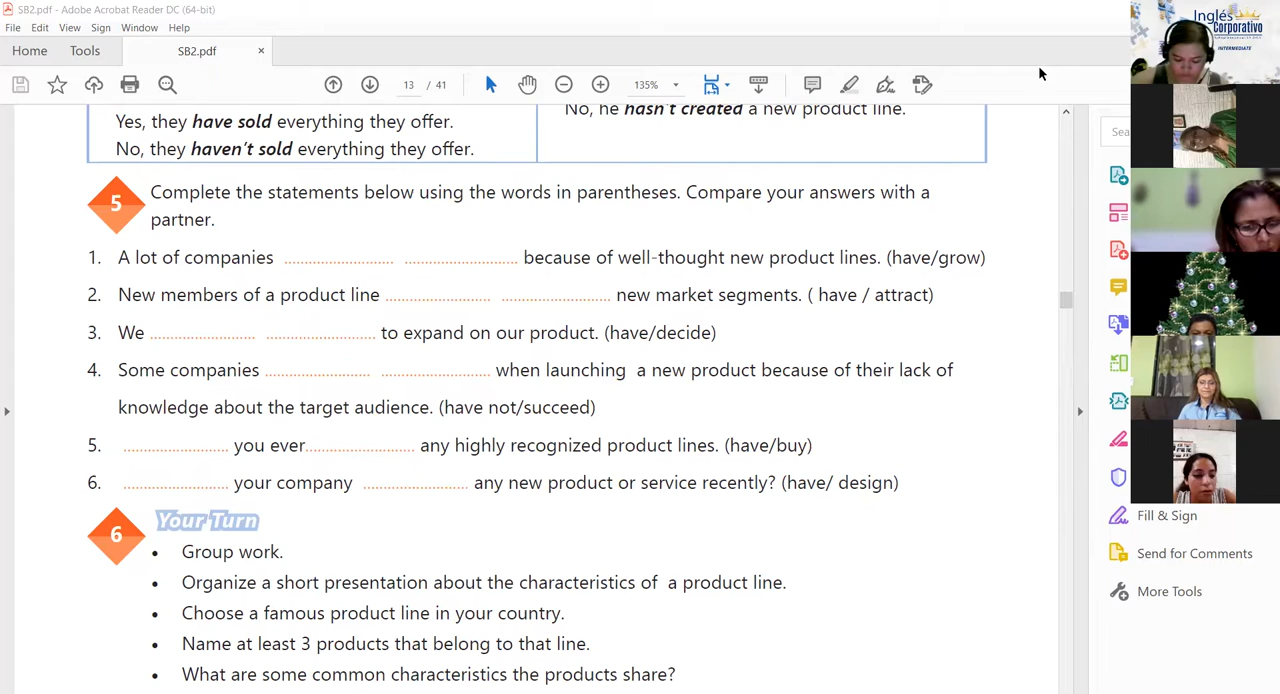 SB2.pdf - Adobe Acrobat Reader DC (64-bit)
File Edit View Sign Window Help
Home Tools SB2.pdf ×
13 / 41 135%
Yes, they have sold everything they offer.
No, he hasn't created a new product line.
No, they haven't sold everything they offer.
5 Complete the statements below using the words in parentheses. Compare your answers with a
partner.
1. A lot of companies ........................... ........................... because of well-thought new product lines. (have/grow)
2. New members of a product line ........................... ........................... new market segments. ( have / attract)
3. We ........................... ........................... to expand on our product. (have/decide)
4. Some companies ........................... ........................... when launching a new product because of their lack of
knowledge about the target audience. (have not/succeed)
5. ........................... you ever........................... any highly recognized product lines. (have/buy)
6. ........................... your company ........................... any new product or service recently? (have/ design)
6 Your Turn
• Group work.
• Organize a short presentation about the characteristics of a product line.
• Choose a famous product line in your country.
• Name at least 3 products that belong to that line.
• What are some common characteristics the products share?
Sea
Fill & Sign
Send for Comments
More Tools
Inglés
Corporativo
INTERMEDIATE